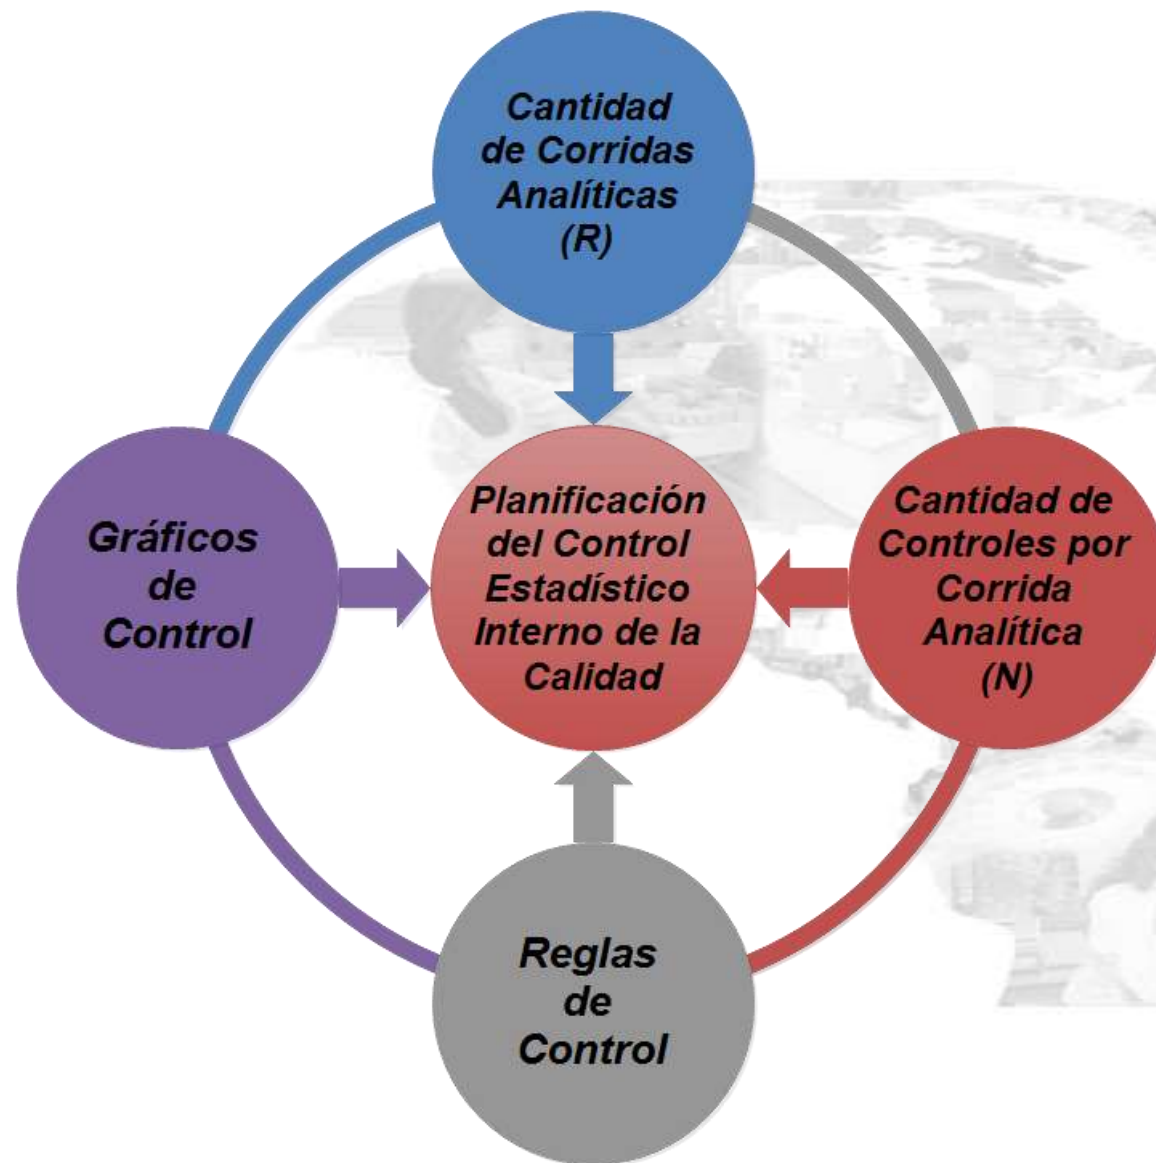 Cantidad
de Corridas
Analíticas
(R)
Gráficos
de
Control
Planificación
del Control
Estadístico
Interno de la
Calidad
Cantidad de
Controles por
Corrida
Analítica
(N)
Reglas
de
Control